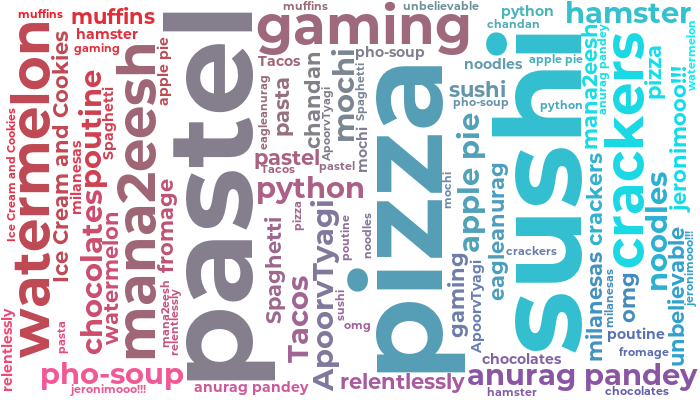 muffins
muffins
hamster
gaming
muffins
unbelievable
gaming
python
chandan
hamster
watermelon
Ice Cream and Cookies
Ice Cream and Cookies
poutine
Spaghetti
milanesas
chocolates
watermelon
mana2eesh
apple pie
fromage
mana2eesh
relentlessly
pasta
relentlessly
pho-soup
jeronimooo!!!
pastel
Tacos
eagleanurag
pasta
chandan
ApoorvTyagi
mochi
Spaghetti
pho-soup
mochi
pastel
Tacos
pastel
python
Spaghetti
pizza
Tacos
ApoorvTyagi
poutine
sushi
noodles
omg
anurag pandey
relentlessly
pizza
noodles
sushi
pho-soup
apple pie
mochi
gaming
ApoorvTyagi
eagleanurag
crackers
sushi
apple pie
python
mana2eesh
anurag pandey
crackers
pizza
watermelon
jeronimooo!!!
crackers
milanesas
milanesas
omg
noodles
unbelievable
jeronimooo!!!
poutine
fromage
chocolates
anurag pandey
hamster
chocolates